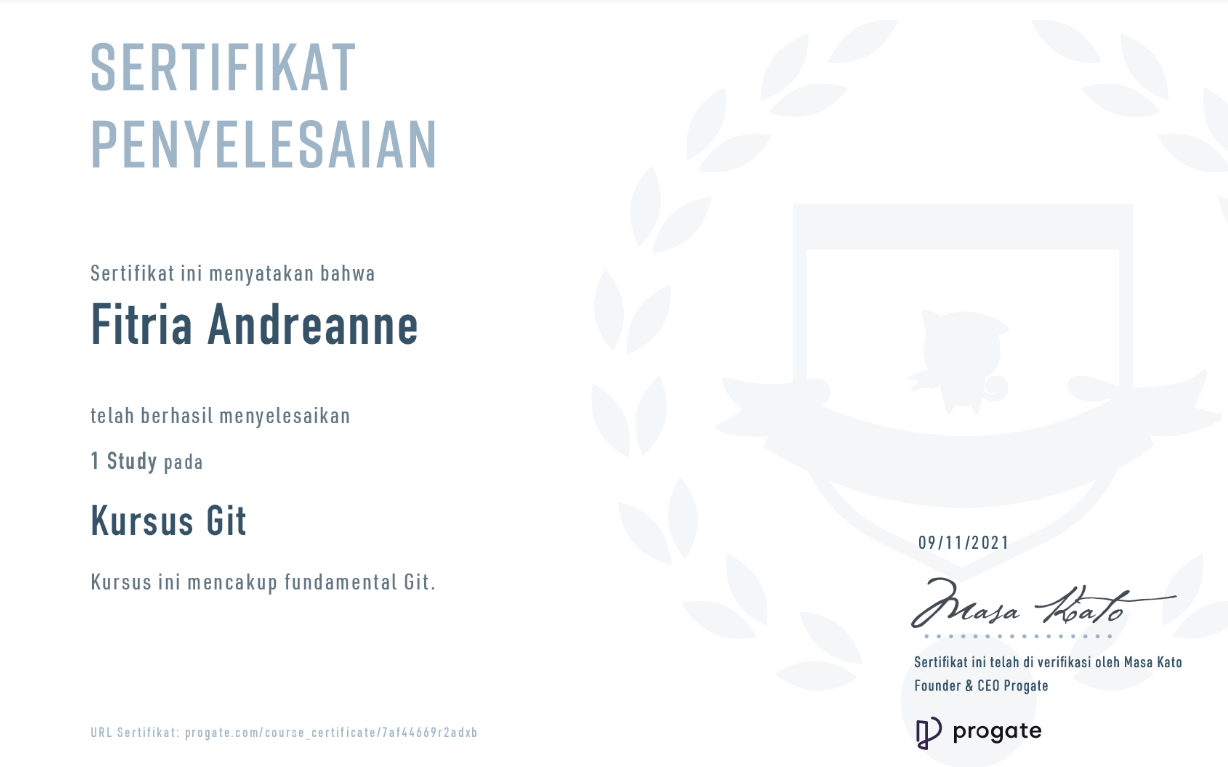 SERTIFIKAT
PENYELESAIAN
Sertifikat ini menyatakan bahwa
Fitria Andreanne
telah berhasil menyelesaikan
1 Study pada
Kursus Git
Kursus ini mencakup fundamental Git.
09/11/2021
Masa Kato
Sertifikat ini telah di verifikasi oleh Masa Kato
Founder & CEO Progate
URL Sertifikat: progate.com/course_certificate/7af44669r2adxb
progate